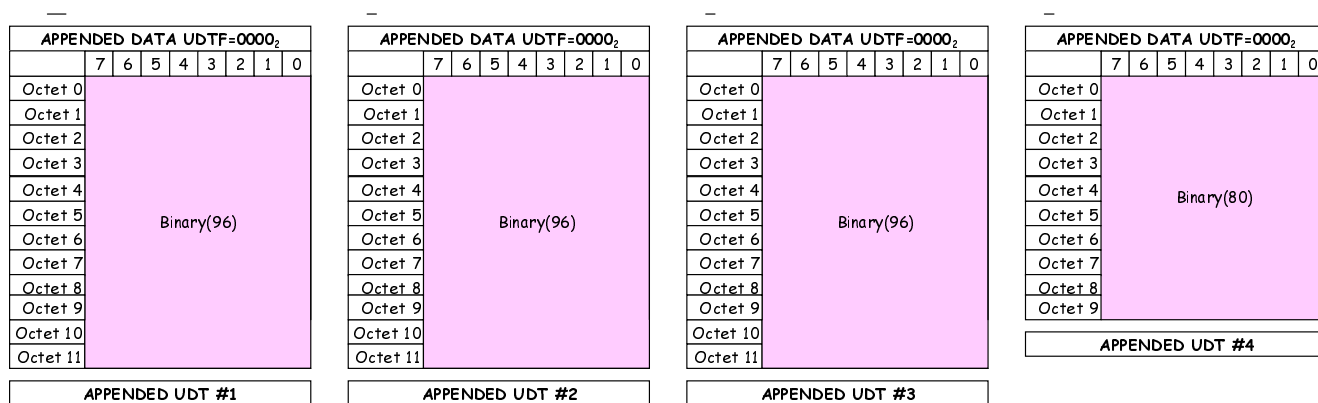 APPENDED DATA UDTF=0000₂
7 6 5 4 3 2 1 0
Octet 0
Octet 1
Octet 2
Octet 3
Octet 4
Octet 5
Octet 6
Octet 7
Octet 8
Octet 9
Octet 10
Octet 11
Binary(96)
APPENDED UDT #1
APPENDED DATA UDTF=0000₂
7 6 5 4 3 2 1 0
Octet 0
Octet 1
Octet 2
Octet 3
Octet 4
Octet 5
Octet 6
Octet 7
Octet 8
Octet 9
Octet 10
Octet 11
Binary(96)
APPENDED UDT #2
APPENDED DATA UDTF=0000₂
7 6 5 4 3 2 1 0
Octet 0
Octet 1
Octet 2
Octet 3
Octet 4
Octet 5
Octet 6
Octet 7
Octet 8
Octet 9
Octet 10
Octet 11
Binary(96)
APPENDED UDT #3
APPENDED DATA UDTF=0000₂
7 6 5 4 3 2 1 0
Octet 0
Octet 1
Octet 2
Octet 3
Octet 4
Octet 5
Octet 6
Octet 7
Octet 8
Octet 9
Binary(80)
APPENDED UDT #4